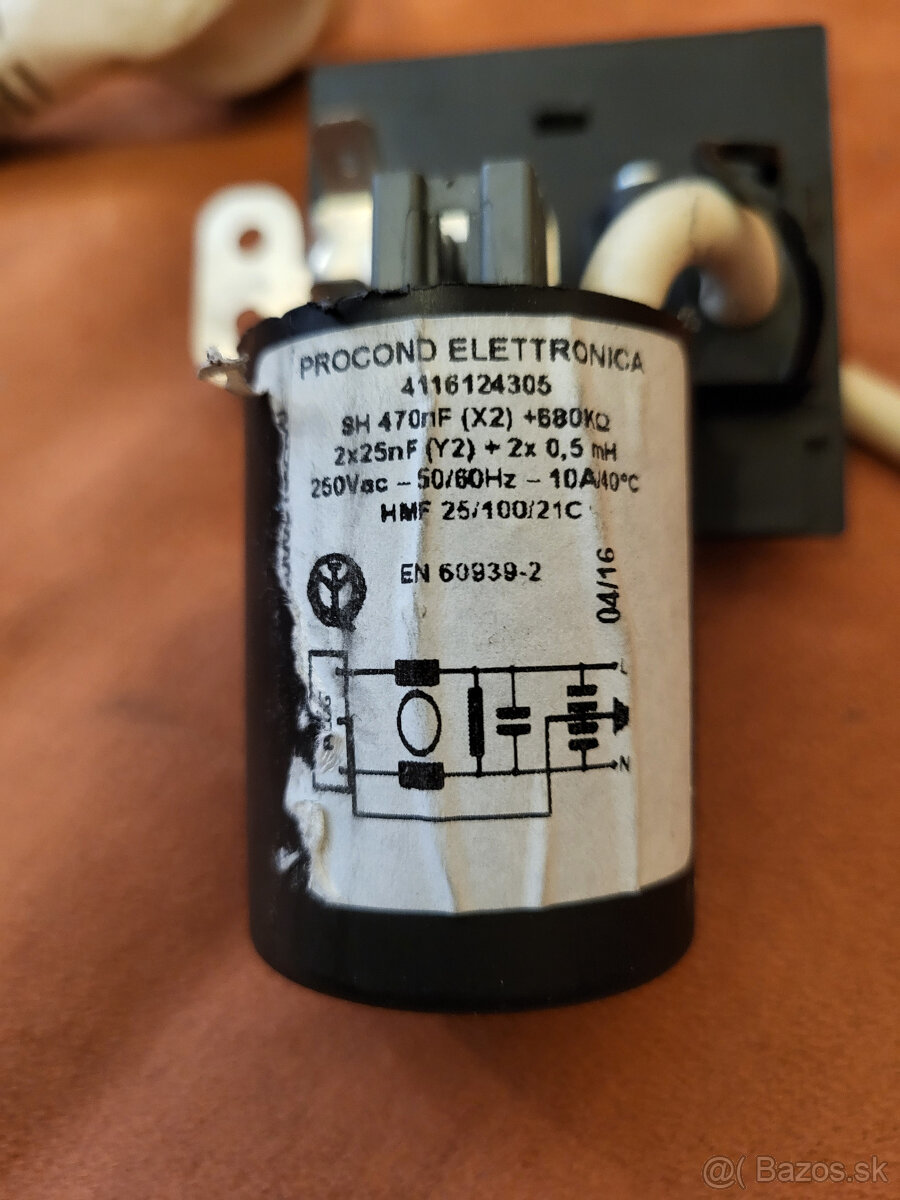 PROCOND ELETTRONICA
4116124305
SH 470nF (X2) +680KΩ
2x25nF (Y2) + 2x 0,5 mH
250Vac – 50/60Hz – 10A/40°C
HMF 25/100/21C
EN 60939-2
04/16
L
N
@( Bazos.sk